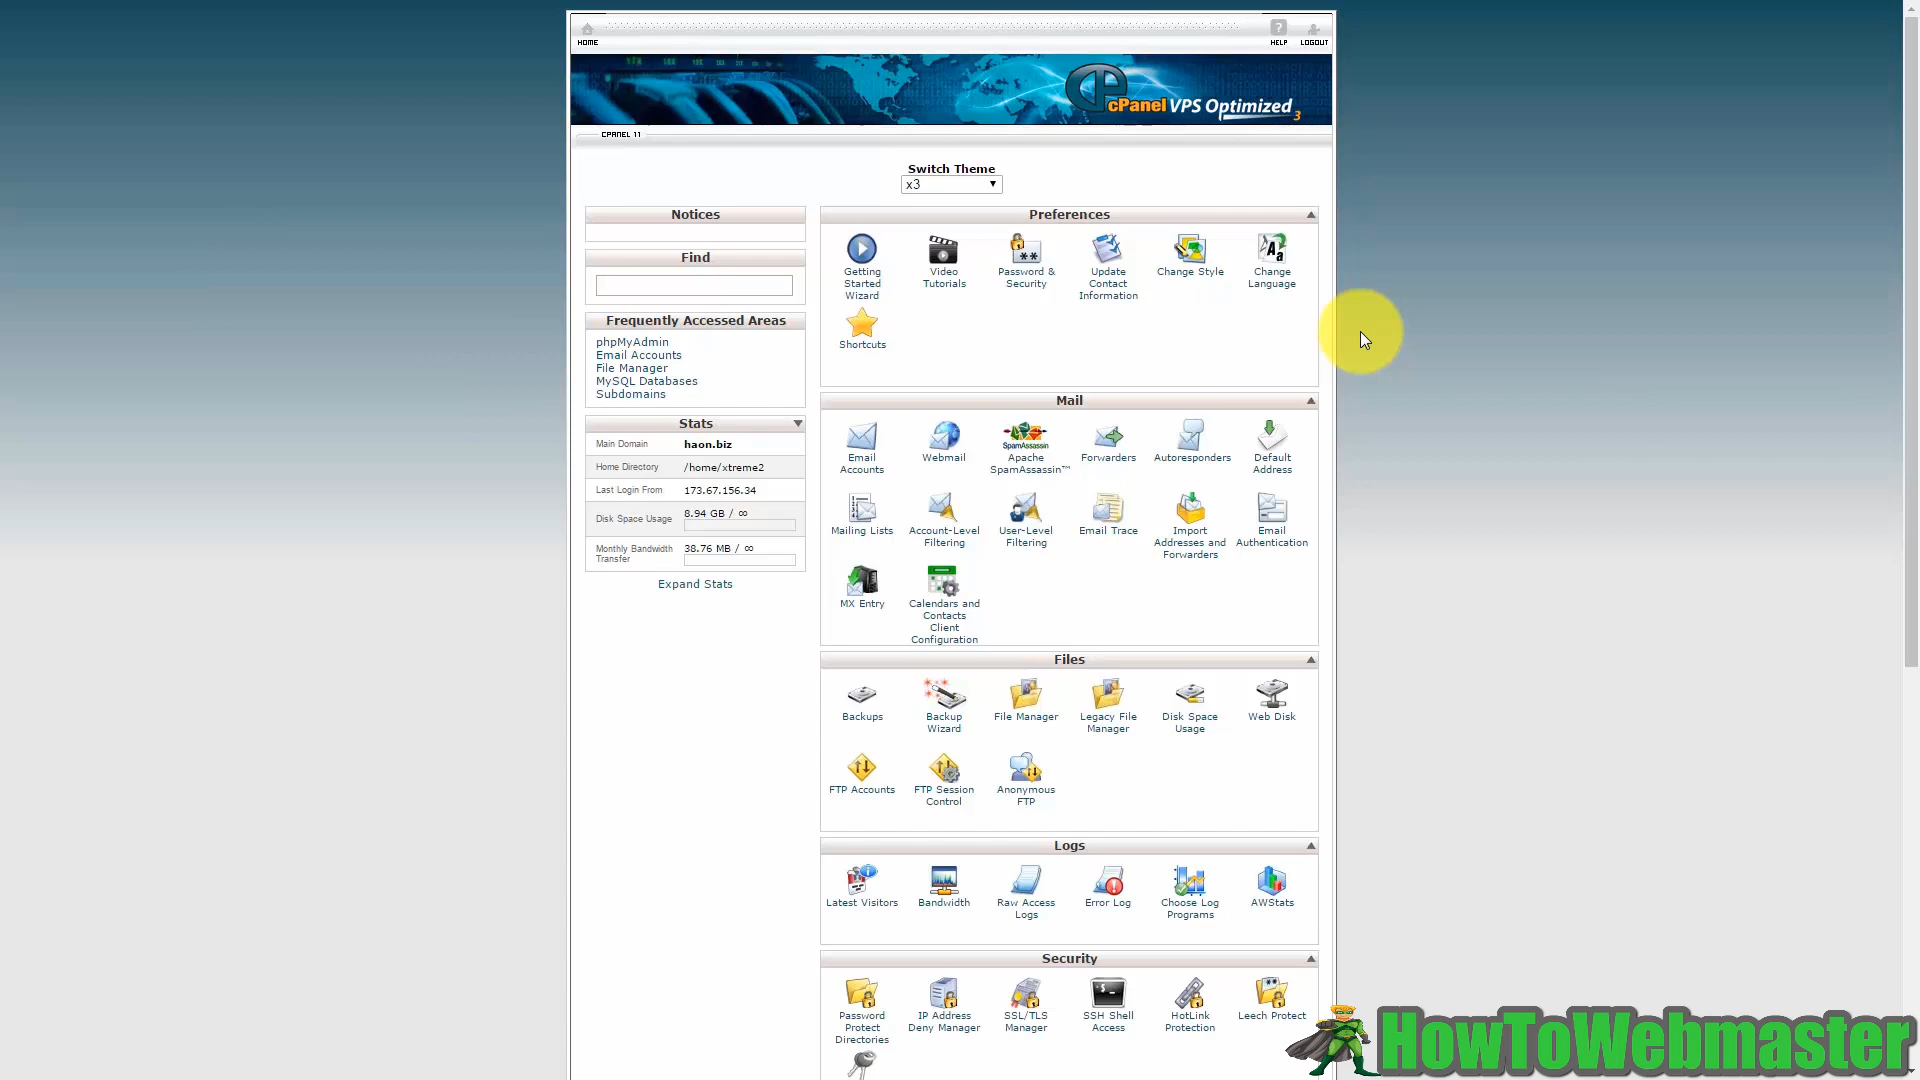 HOME
HELP
LOGOUT
cPanel VPS Optimized 3
CPANEL 11
Switch Theme
x3
Notices
Find
Frequently Accessed Areas
phpMyAdmin
Email Accounts
File Manager
MySQL Databases
Subdomains
Stats
Main Domain haon.biz
Home Directory /home/xtreme2
Last Login From 173.67.156.34
Disk Space Usage 8.94 GB / ∞
Monthly Bandwidth Transfer 38.76 MB / ∞
Expand Stats
Preferences
Getting Started Wizard
Video Tutorials
Password & Security
Update Contact Information
Change Style
Change Language
Shortcuts
Mail
Email Accounts
Webmail
SpamAssassin
Apache SpamAssassin™
Forwarders
Autoresponders
Default Address
Mailing Lists
Account-Level Filtering
User-Level Filtering
Email Trace
Import Addresses and Forwarders
Email Authentication
MX Entry
Calendars and Contacts Client Configuration
Files
Backups
Backup Wizard
File Manager
Legacy File Manager
Disk Space Usage
Web Disk
FTP Accounts
FTP Session Control
Anonymous FTP
Logs
Latest Visitors
Bandwidth
Raw Access Logs
Error Log
Choose Log Programs
AWStats
Security
Password Protect Directories
IP Address Deny Manager
SSL/TLS Manager
SSH Shell Access
HotLink Protection
Leech Protect
HowToWebmaster